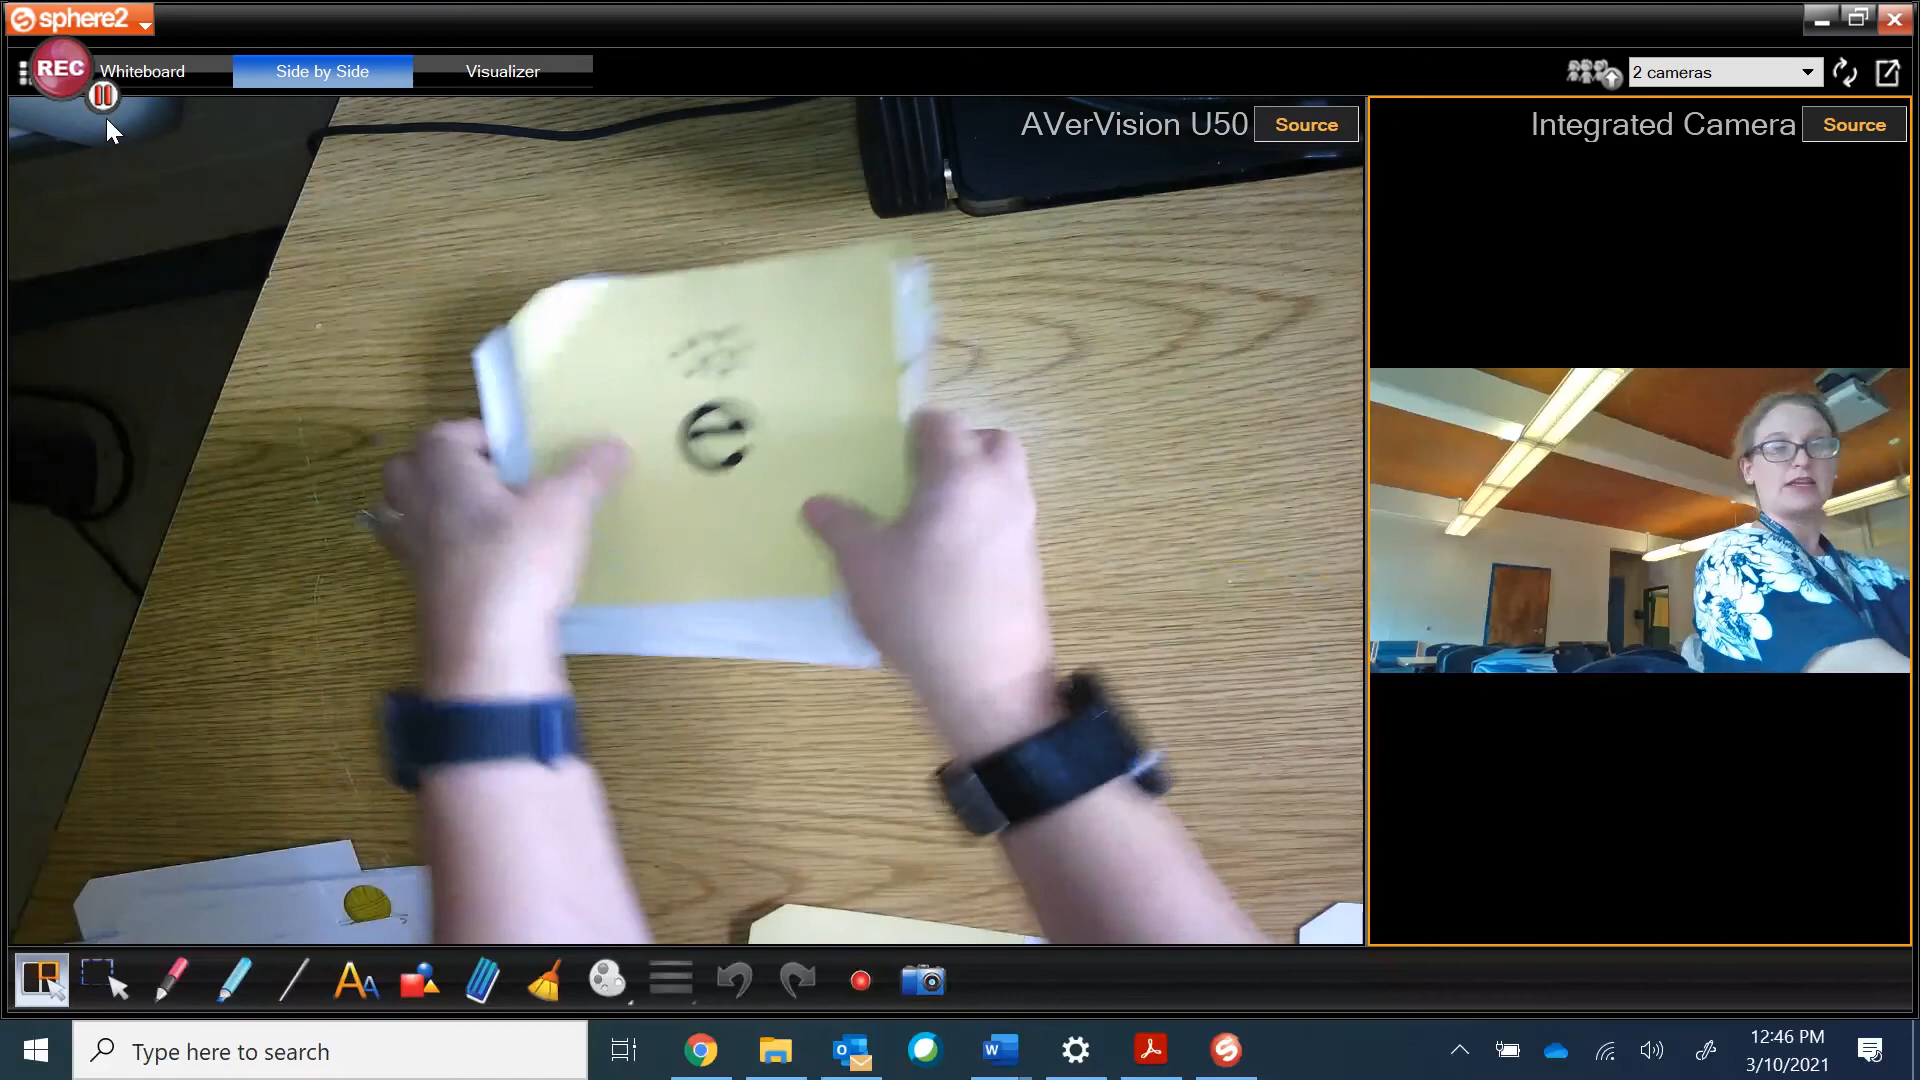 sphere2
REC
Whiteboard
Side by Side
Visualizer
2 cameras
AVerVision U50
Source
Integrated Camera
Source
Type here to search
12:46 PM
3/10/2021